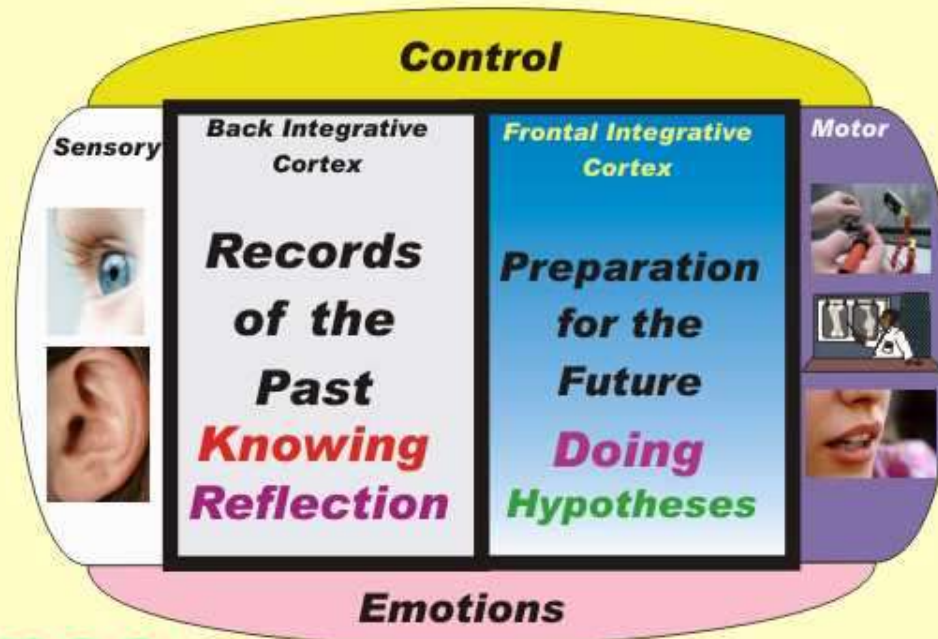 Control
Sensory
Back Integrative
Cortex
Records
of the
Past
Knowing
Reflection
Frontal Integrative
Cortex
Preparation
for the
Future
Doing
Hypotheses
Motor
Emotions